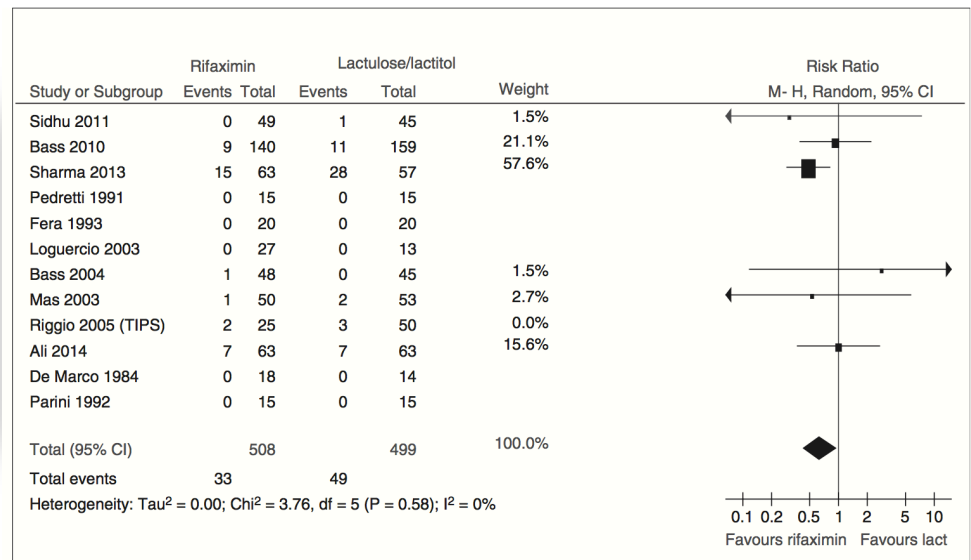 Rifaximin Lactulose/lactitol Risk Ratio
Study or Subgroup Events Total Events Total Weight M- H, Random, 95% CI
Sidhu 2011 0 49 1 45 1.5%
Bass 2010 9 140 11 159 21.1%
Sharma 2013 15 63 28 57 57.6%
Pedretti 1991 0 15 0 15
Fera 1993 0 20 0 20
Loguercio 2003 0 27 0 13
Bass 2004 1 48 0 45 1.5%
Mas 2003 1 50 2 53 2.7%
Riggio 2005 (TIPS) 2 25 3 50 0.0%
Ali 2014 7 63 7 63 15.6%
De Marco 1984 0 18 0 14
Parini 1992 0 15 0 15
Total (95% CI) 508 499 100.0%
Total events 33 49
Heterogeneity: Tau² = 0.00; Chi² = 3.76, df = 5 (P = 0.58); I² = 0%
0.1 0.2 0.5 1 2 5 10
Favours rifaximin Favours lact